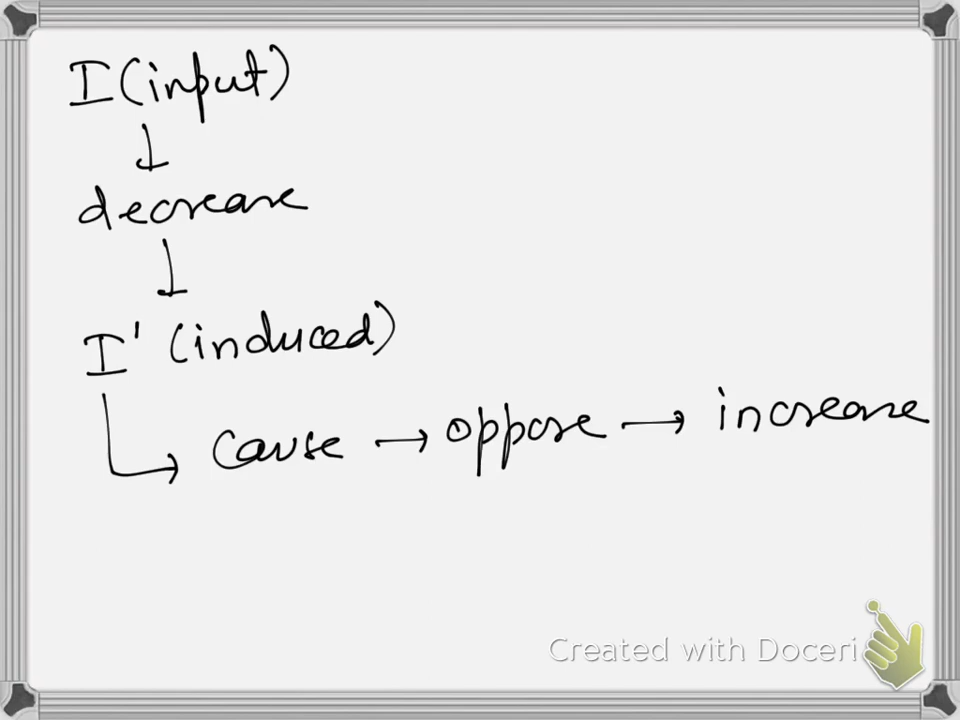 I (input)
↓
decrease
↓
I' (induced)
↳ cause → oppose → increase
Created with Doceri